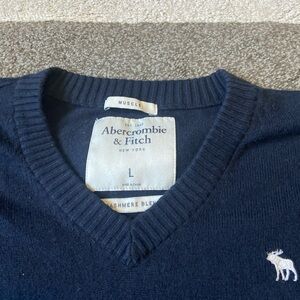 MUSCLE
Abercrombie
& Fitch
NEW YORK
L
CASHMERE BLEND